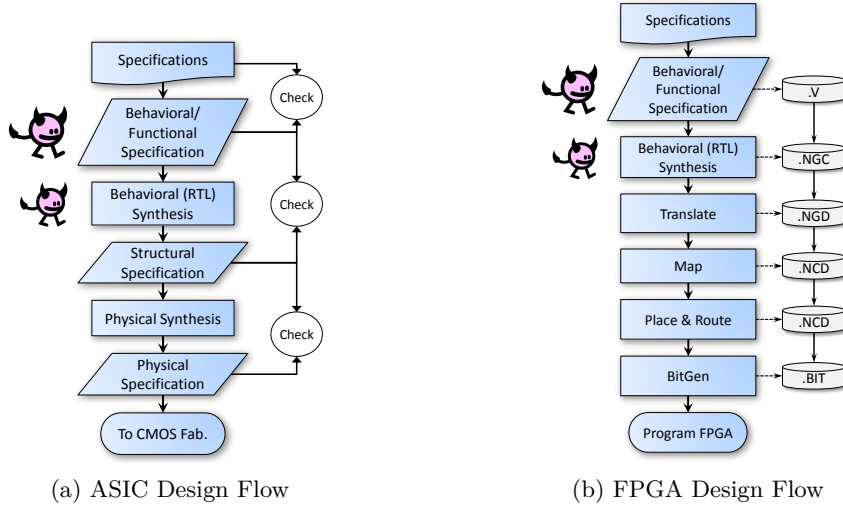 Specifications
Behavioral/
Functional
Specification
Behavioral (RTL)
Synthesis
Structural
Specification
Physical Synthesis
Physical
Specification
To CMOS Fab.
Check
Check
Check
(a) ASIC Design Flow
Specifications
Behavioral/
Functional
Specification
Behavioral (RTL)
Synthesis
Translate
Map
Place & Route
BitGen
Program FPGA
.V
.NGC
.NGD
.NCD
.NCD
.BIT
(b) FPGA Design Flow